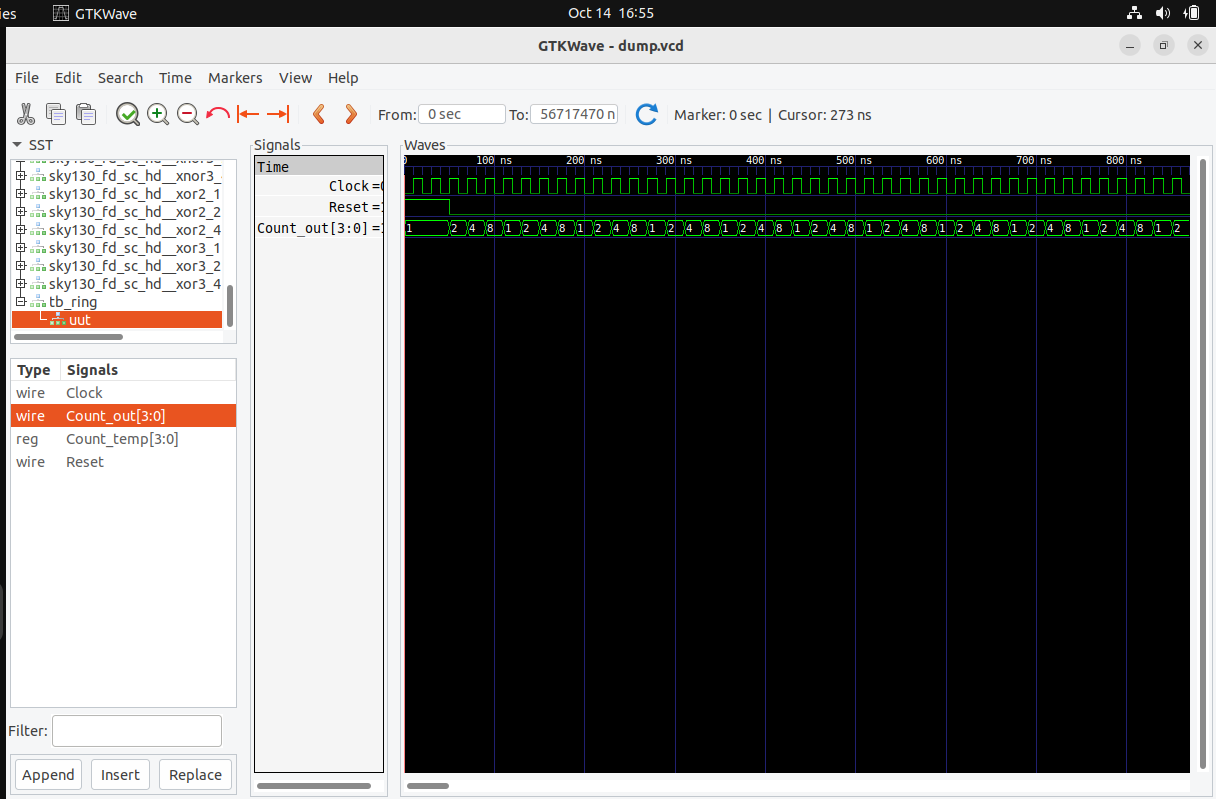 ies GTKWave Oct 14 16:55
GTKWave - dump.vcd
File Edit Search Time Markers View Help
From: 0 sec To: 56717470 n Marker: 0 sec | Cursor: 273 ns
SST
sky130_fd_sc_hd__xnor3_
sky130_fd_sc_hd__xnor3_
sky130_fd_sc_hd__xor2_1
sky130_fd_sc_hd__xor2_2
sky130_fd_sc_hd__xor2_4
sky130_fd_sc_hd__xor3_1
sky130_fd_sc_hd__xor3_2
sky130_fd_sc_hd__xor3_4
tb_ring
uut
Type Signals
wire Clock
wire Count_out[3:0]
reg Count_temp[3:0]
wire Reset
Filter:
Append Insert Replace
Signals
Time
Clock =0
Reset =1
Count_out[3:0] =1
Waves
0 100 ns 200 ns 300 ns 400 ns 500 ns 600 ns 700 ns 800 ns
1 2 4 8 1 2 4 8 1 2 4 8 1 2 4 8 1 2 4 8 1 2 4 8 1 2 4 8 1 2 4 8 1 2 4 8 1 2 4 8 1 2